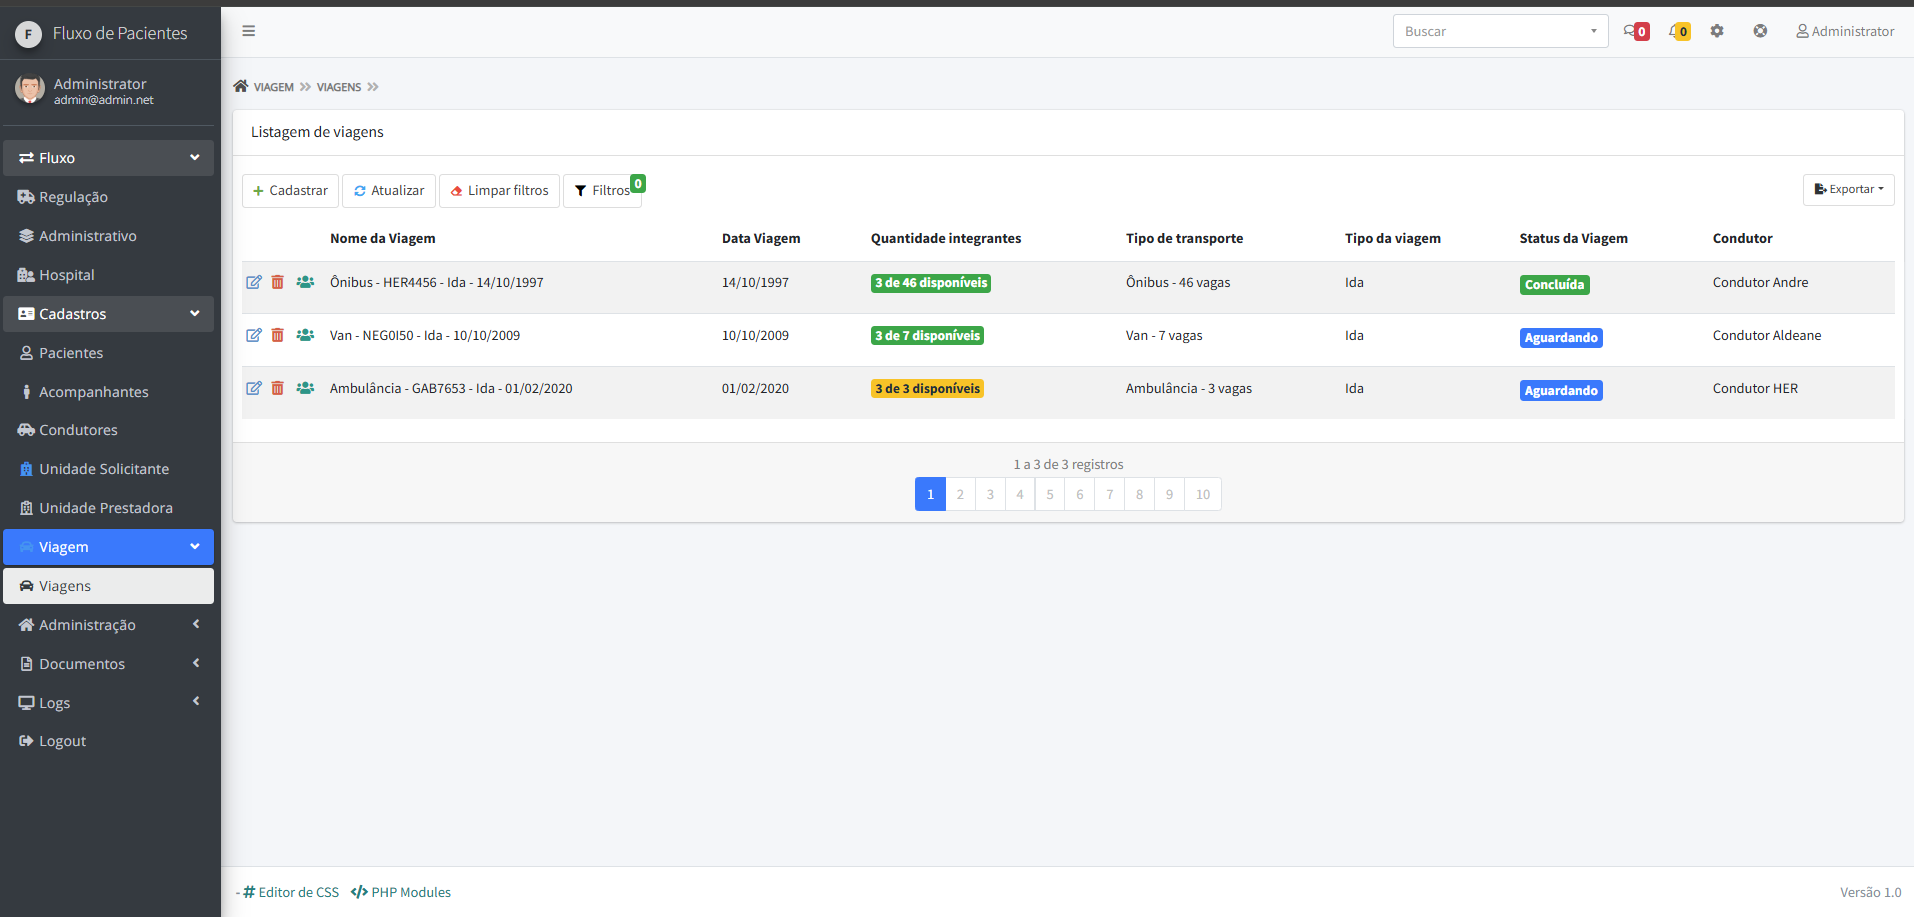 F Fluxo de Pacientes
Buscar
0
0
Administrator
Administrator
admin@admin.net
VIAGEM
VIAGENS
Fluxo
Regulação
Administrativo
Hospital
Cadastros
Pacientes
Acompanhantes
Condutores
Unidade Solicitante
Unidade Prestadora
Viagem
Viagens
Administração
Documentos
Logs
Logout
Listagem de viagens
Cadastrar
Atualizar
Limpar filtros
Filtros 0
Exportar
Nome da Viagem Data Viagem Quantidade integrantes Tipo de transporte Tipo da viagem Status da Viagem Condutor
Ônibus - HER4456 - Ida - 14/10/1997 14/10/1997 3 de 46 disponíveis Ônibus - 46 vagas Ida Concluída Condutor Andre
Van - NEG0I50 - Ida - 10/10/2009 10/10/2009 3 de 7 disponíveis Van - 7 vagas Ida Aguardando Condutor Aldeane
Ambulância - GAB7653 - Ida - 01/02/2020 01/02/2020 3 de 3 disponíveis Ambulância - 3 vagas Ida Aguardando Condutor HER
1 a 3 de 3 registros
1 2 3 4 5 6 7 8 9 10
- # Editor de CSS </> PHP Modules
Versão 1.0